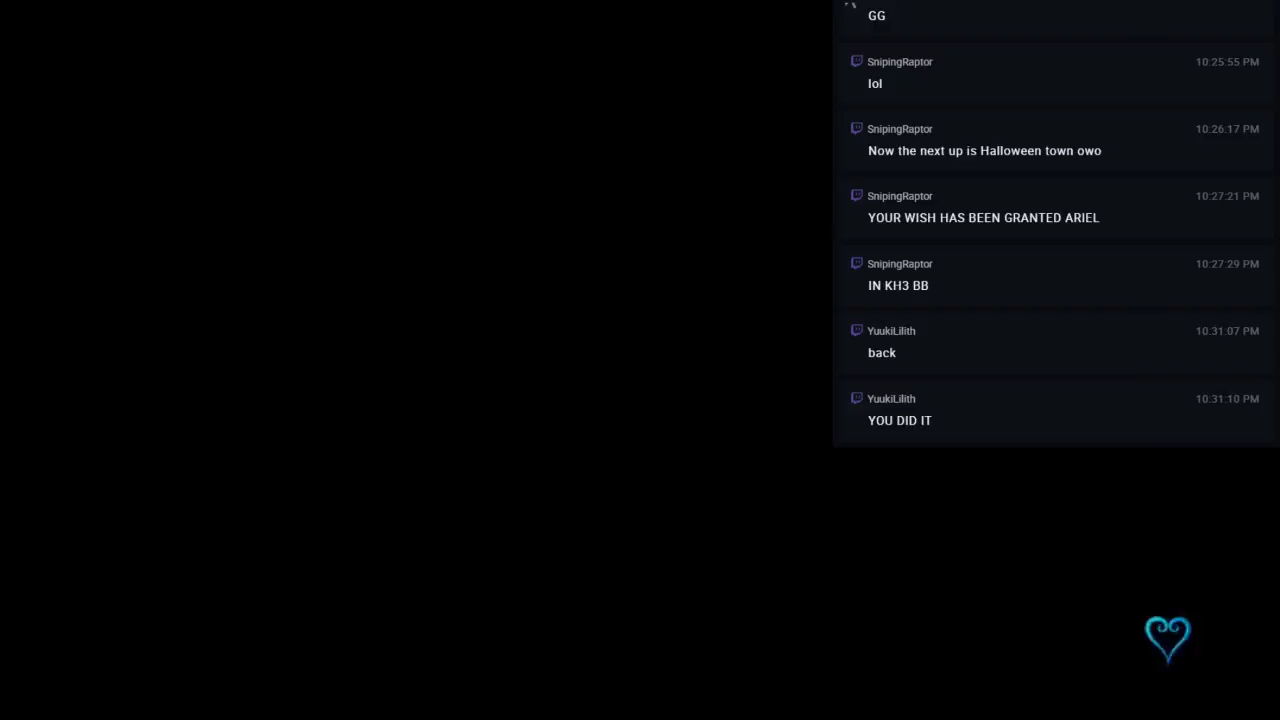 GG
SnipingRaptor 10:25:55 PM
lol
SnipingRaptor 10:26:17 PM
Now the next up is Halloween town owo
SnipingRaptor 10:27:21 PM
YOUR WISH HAS BEEN GRANTED ARIEL
SnipingRaptor 10:27:29 PM
IN KH3 BB
YuukiLilith 10:31:07 PM
back
YuukiLilith 10:31:10 PM
YOU DID IT